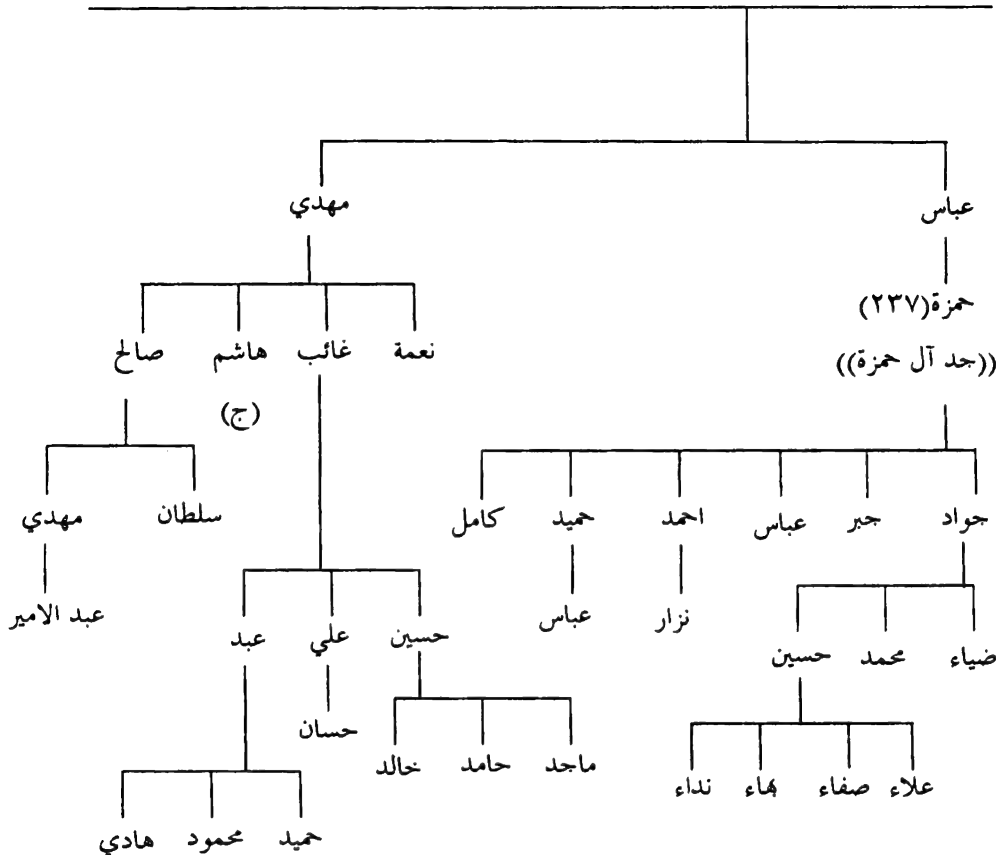 عباس مهدي
حمزة(٢٣٧)
((جد آل حمزة))
نعمة غائب هاشم صالح
(ج)
جواد جبر عباس احمد حميد كامل
سلطان مهدي
نزار عباس
عبد الامير
حسين علي عبد
ضياء محمد حسين
حسان
ماجد حامد خالد
علاء صفاء بهاء نداء
حميد محمود هادي